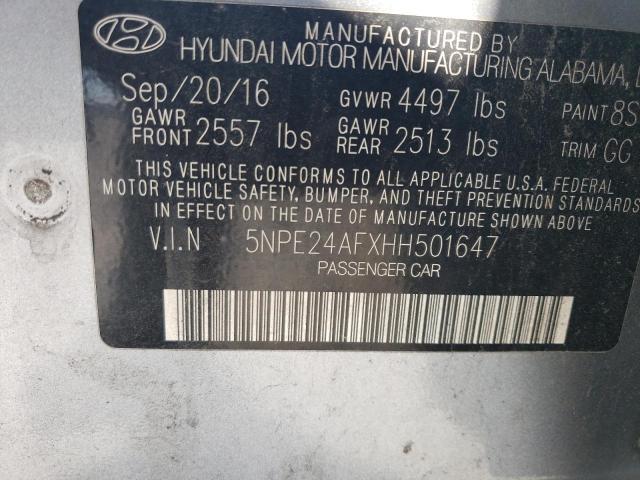 MANUFACTURED BY
HYUNDAI MOTOR MANUFACTURING ALABAMA,
Sep/20/16 GVWR 4497 lbs PAINT 8S
GAWR FRONT 2557 lbs GAWR REAR 2513 lbs TRIM GG
THIS VEHICLE CONFORMS TO ALL APPLICABLE U.S.A. FEDERAL
MOTOR VEHICLE SAFETY, BUMPER, AND THEFT PREVENTION STANDARDS
IN EFFECT ON THE DATE OF MANUFACTURE SHOWN ABOVE
V.I.N 5NPE24AFXHH501647
PASSENGER CAR